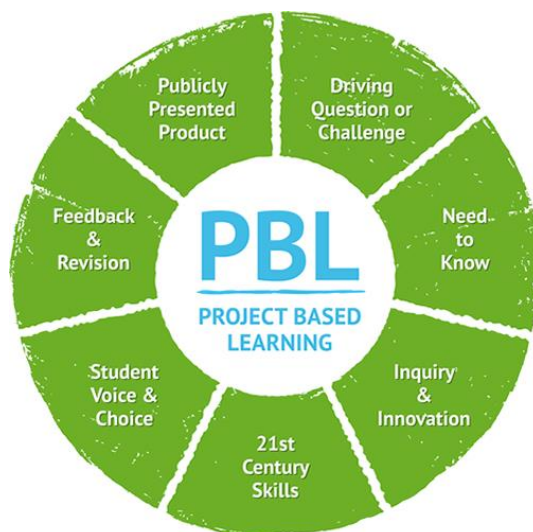 PBL
PROJECT BASED
LEARNING
Driving
Question or
Challenge
Need
to
Know
Inquiry
&
Innovation
21st
Century
Skills
Student
Voice &
Choice
Feedback
&
Revision
Publicly
Presented
Product